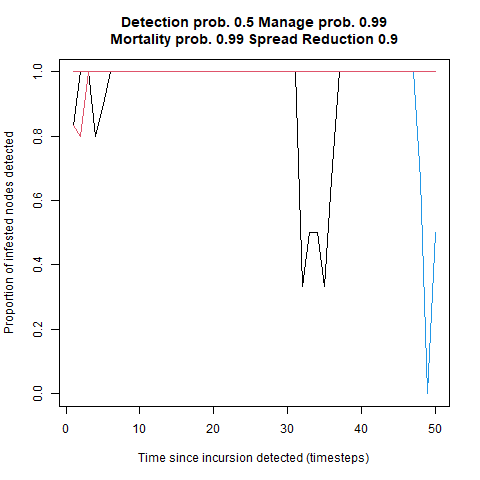 Detection prob. 0.5 Manage prob. 0.99
Mortality prob. 0.99 Spread Reduction 0.9
Proportion of infested nodes detected
1.0
0.8
0.6
0.4
0.2
0.0
0 10 20 30 40 50
Time since incursion detected (timesteps)